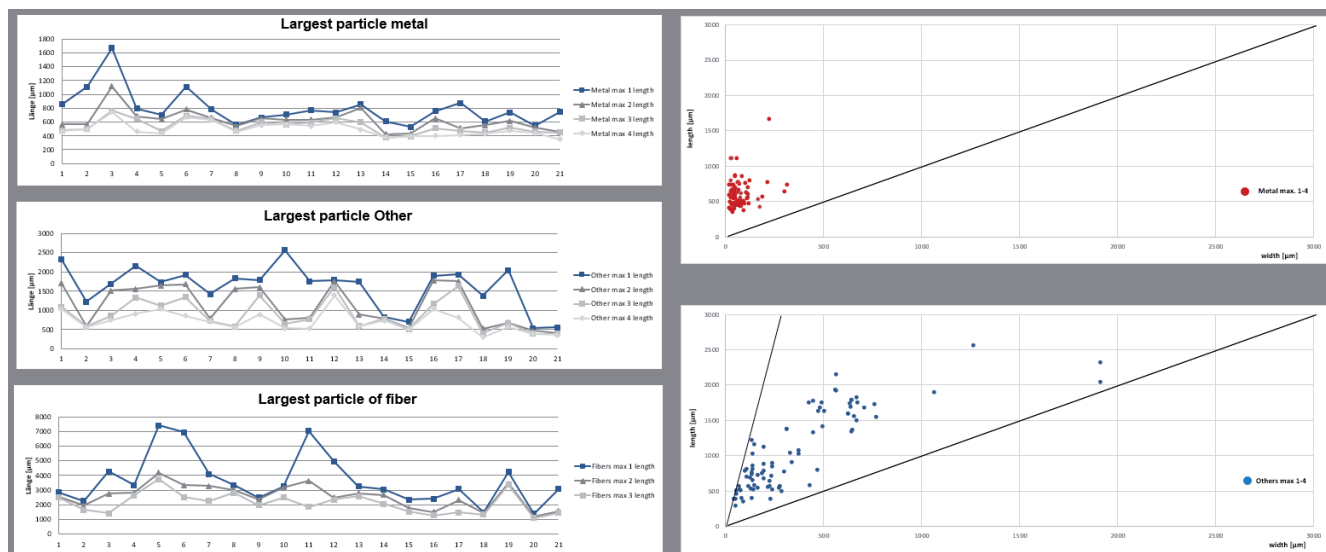 Largest particle metal
Länge [µm]
1800
1600
1400
1200
1000
800
600
400
200
0
1 2 3 4 5 6 7 8 9 10 11 12 13 14 15 16 17 18 19 20 21
Metal max 1 length
Metal max 2 length
Metal max 3 length
Metal max 4 length
Largest particle Other
Länge [µm]
3000
2500
2000
1500
1000
500
0
1 2 3 4 5 6 7 8 9 10 11 12 13 14 15 16 17 18 19 20 21
Other max 1 length
Other max 2 length
Other max 3 length
Other max 4 length
Largest particle of fiber
Länge [µm]
8000
7000
6000
5000
4000
3000
2000
1000
0
1 2 3 4 5 6 7 8 9 10 11 12 13 14 15 16 17 18 19 20 21
Fibers max 1 length
Fibers max 2 length
Fibers max 3 length
length [µm]
3000
2500
2000
1500
1000
500
0
0 500 1000 1500 2000 2500 3000
width [µm]
Metal max. 1-4
length [µm]
3000
2500
2000
1500
1000
500
0
0 500 1000 1500 2000 2500 3000
width [µm]
Others max 1-4